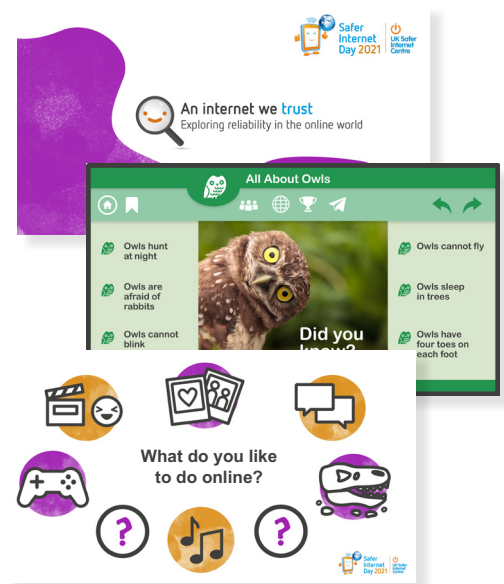 Safer
Internet
Day 2021
UK Safer
Internet
Centre
An internet we trust
Exploring reliability in the online world
All About Owls
Owls hunt
at night
Owls are
afraid of
rabbits
Owls cannot
blink
Did you
know?
Owls cannot fly
Owls sleep
in trees
Owls have
four toes on
each foot
What do you like
to do online?
?
?
Safer
Internet
Day 2021
UK Safer
Internet
Centre